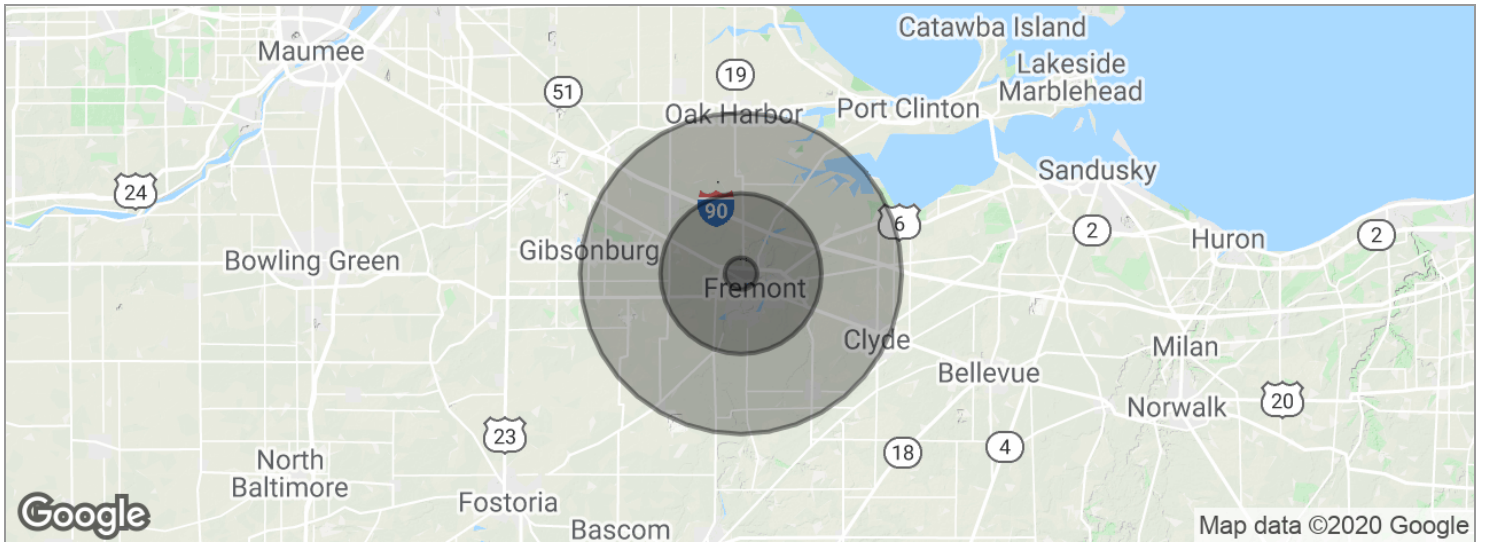 Catawba Island
Maumee
Lakeside
Marblehead
19
51
Oak Harbor
Port Clinton
Sandusky
24
90
6
2
Huron
2
Gibsonburg
Bowling Green
Fremont
Clyde
Milan
Bellevue
Norwalk
20
23
18
4
North
Baltimore
Fostoria
Bascom
Google
Map data ©2020 Google